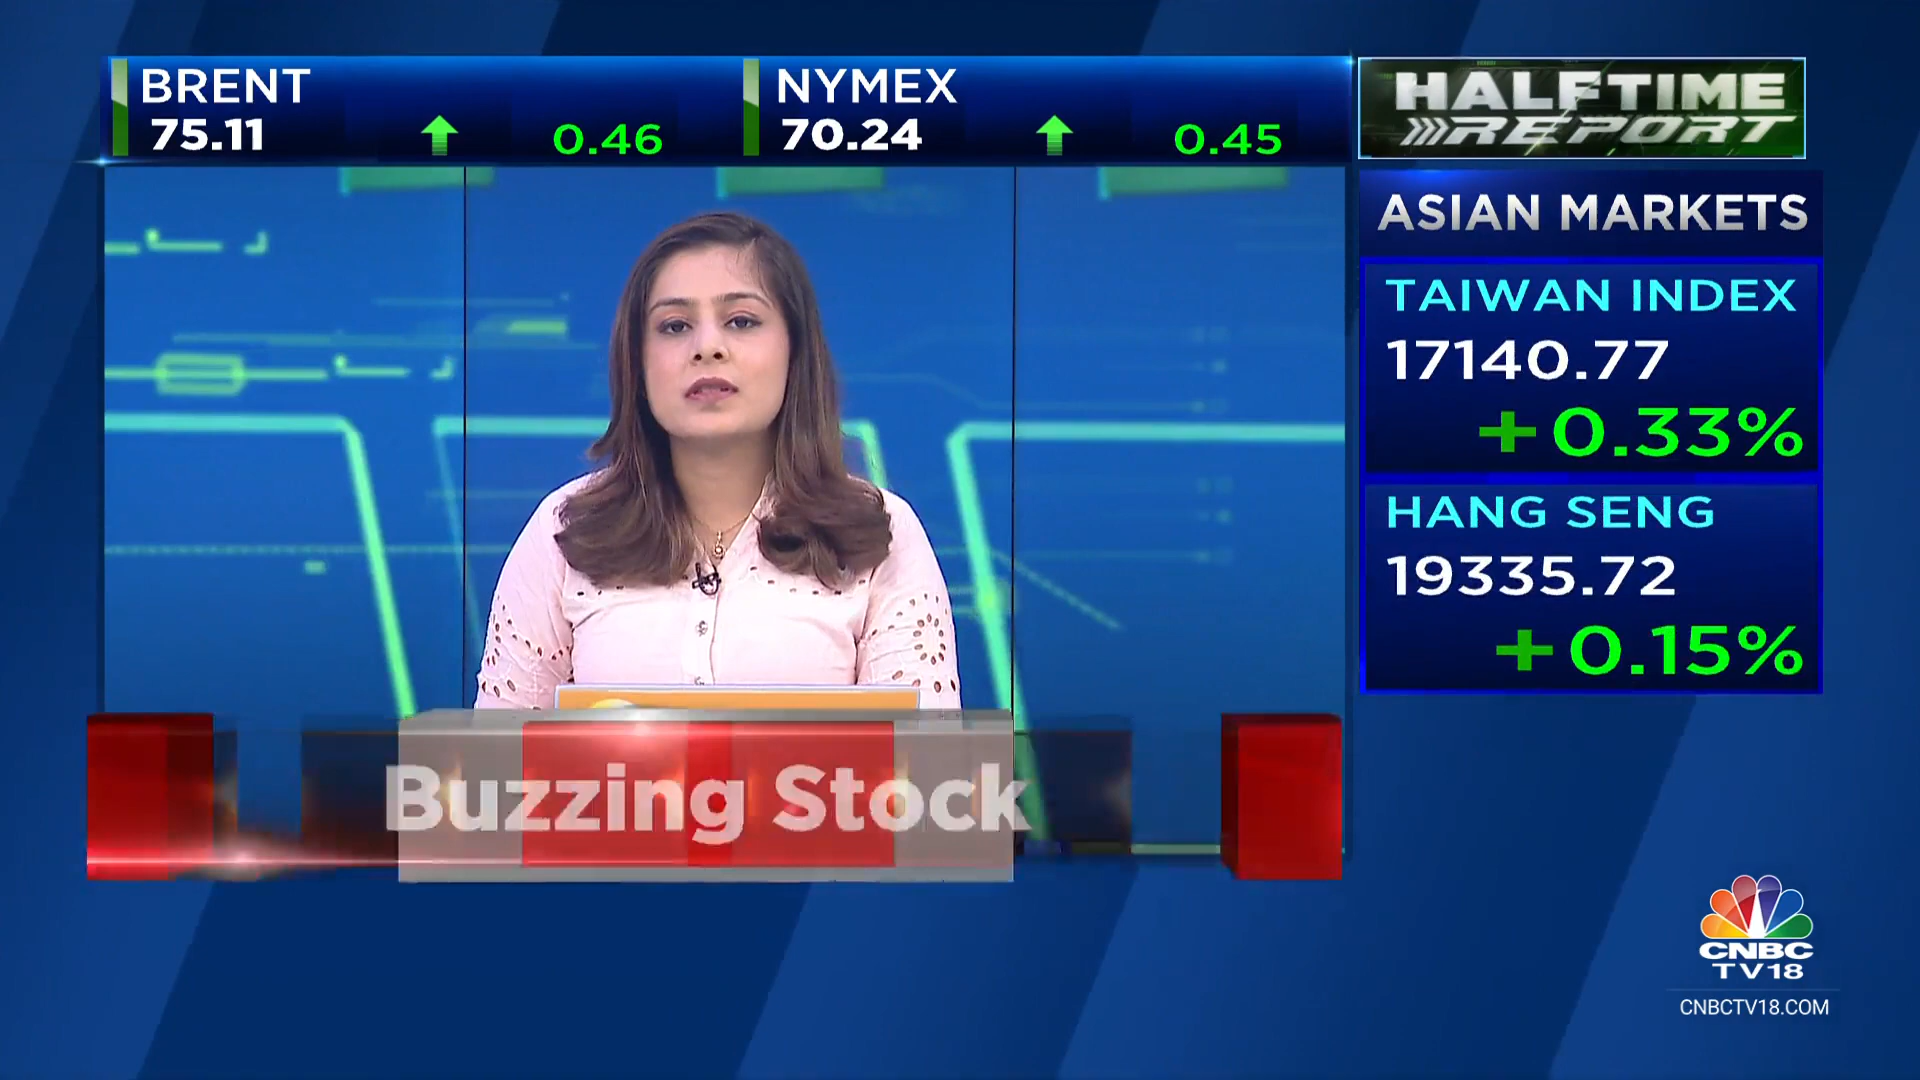 BRENT
75.11
0.46
NYMEX
70.24
0.45
HALFTIME
REPORT
ASIAN MARKETS
TAIWAN INDEX
17140.77
+0.33%
HANG SENG
19335.72
+0.15%
Buzzing Stock
CNBC
TV18
CNBCTV18.COM